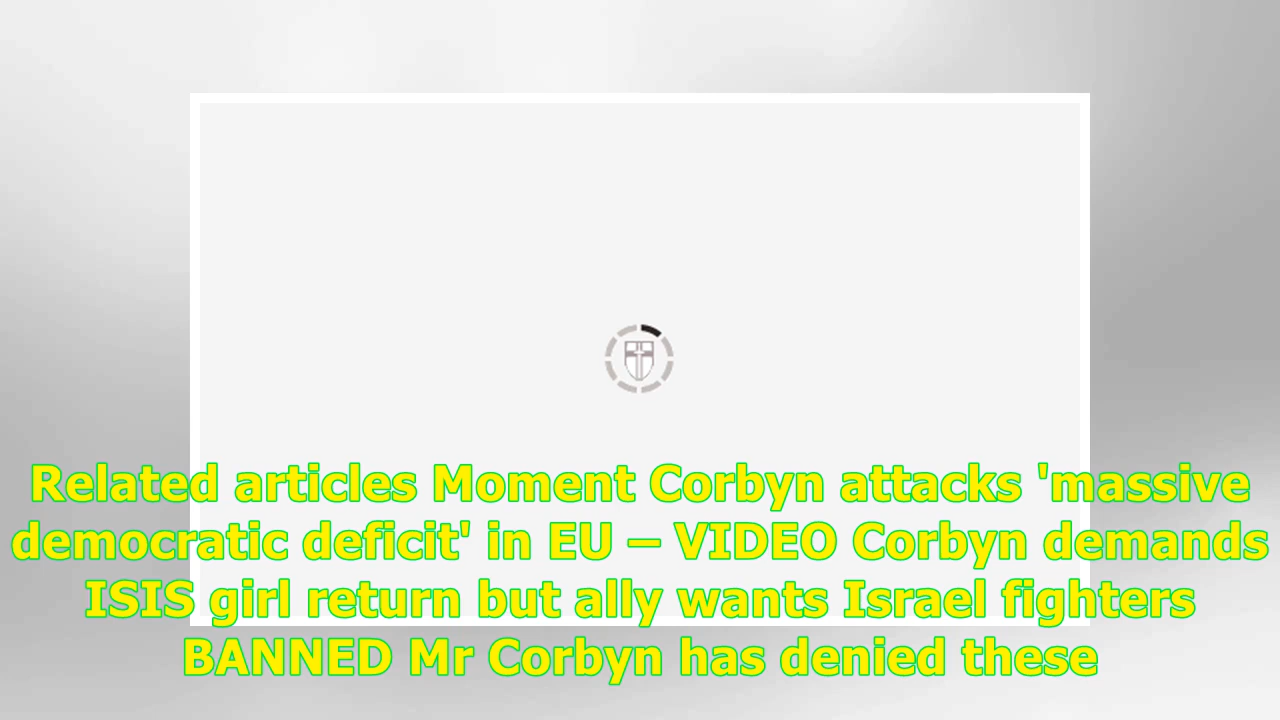 Related articles Moment Corbyn attacks 'massive
democratic deficit' in EU – VIDEO Corbyn demands
ISIS girl return but ally wants Israel fighters
BANNED Mr Corbyn has denied these